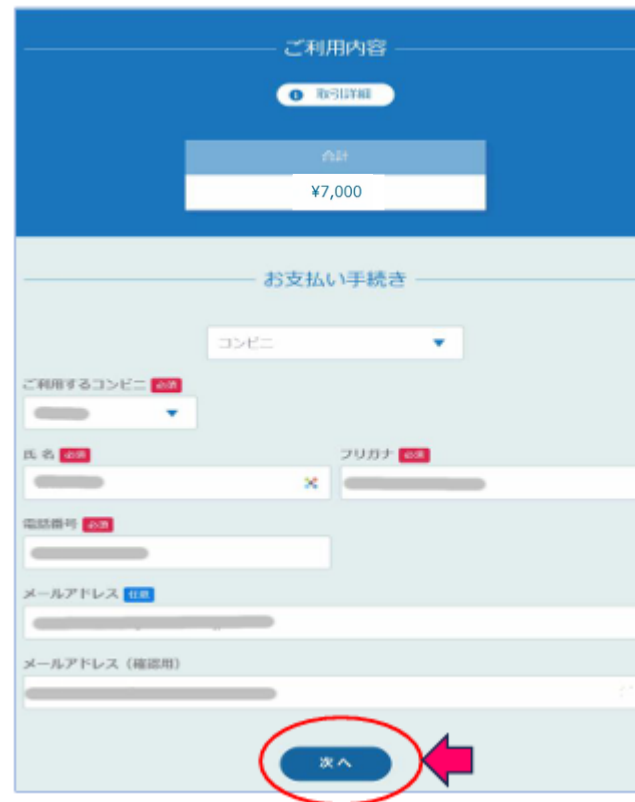 ご利用内容
取引詳細
合計
¥7,000
お支払い手続き
コンビニ
ご利用するコンビニ 必須
氏名 必須
フリガナ 必須
電話番号 必須
メールアドレス 任意
メールアドレス（確認用）
次へ